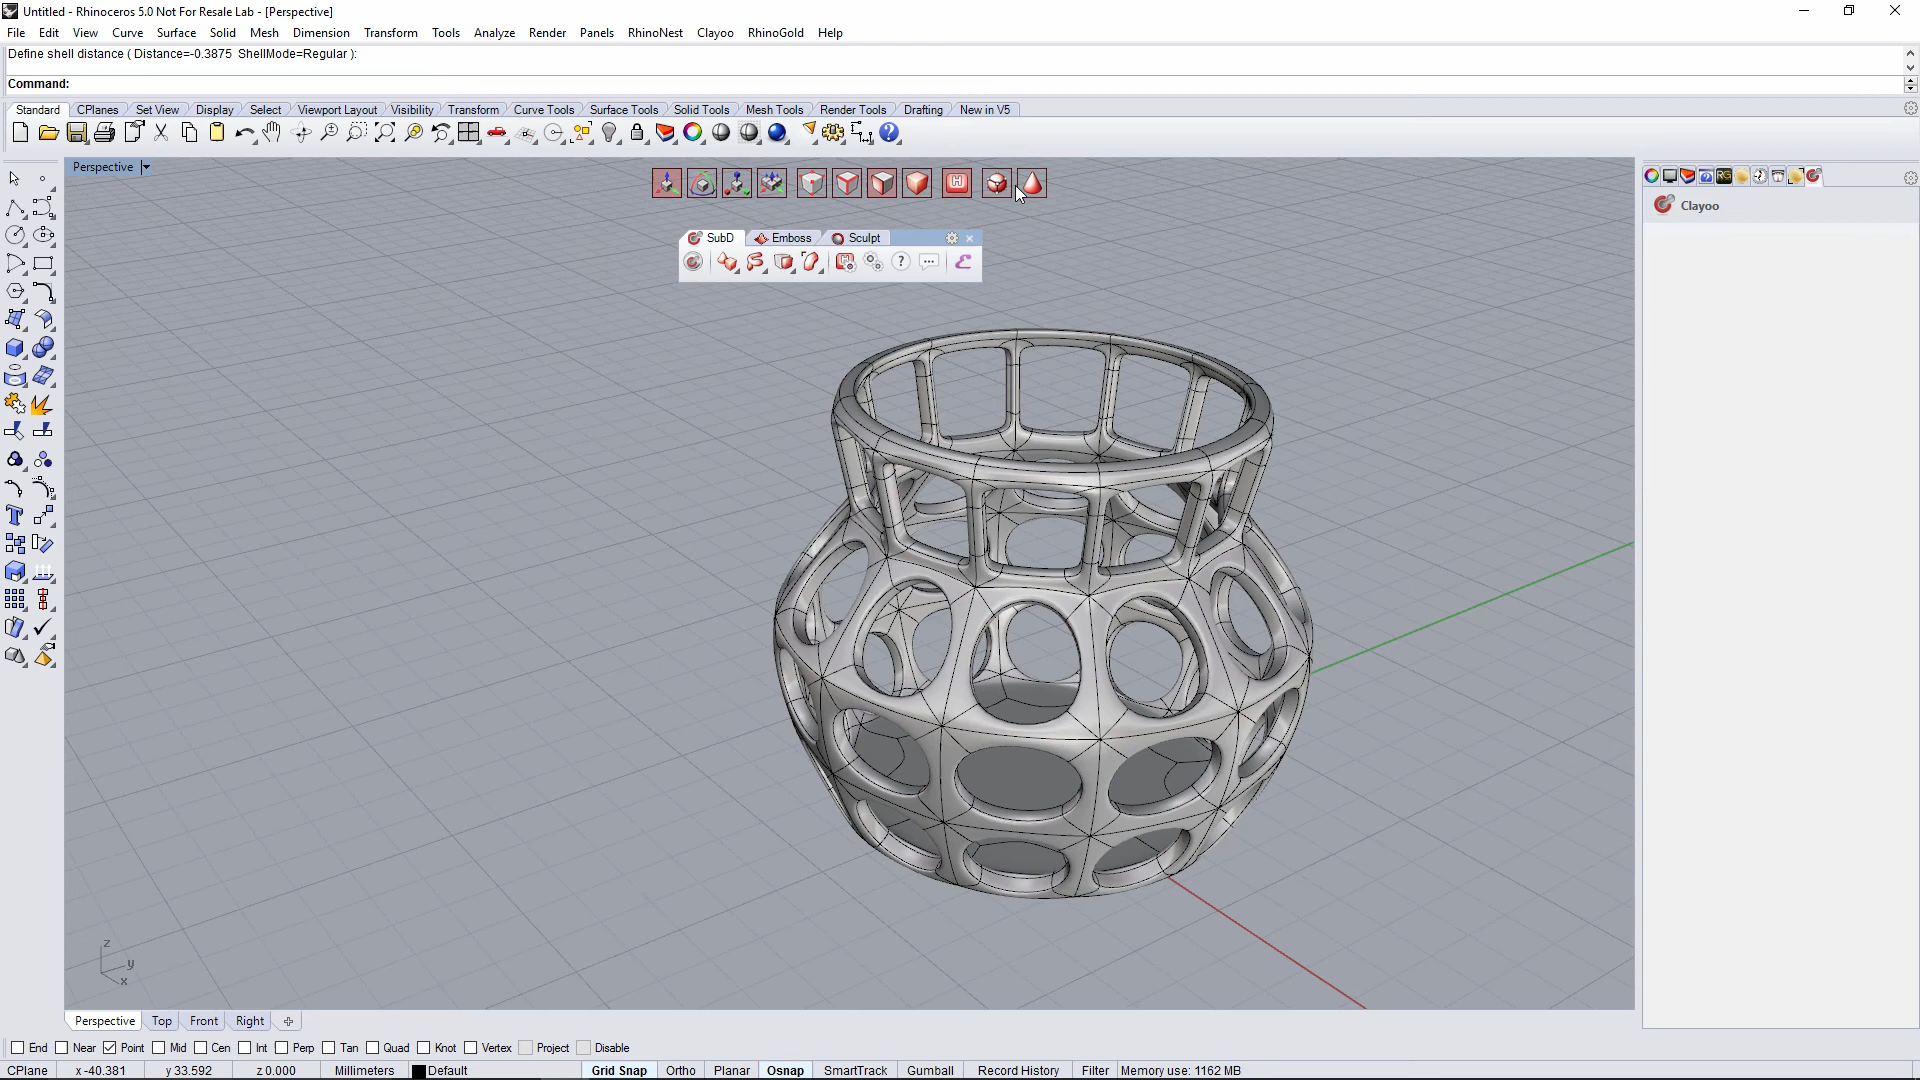 Untitled - Rhinoceros 5.0 Not For Resale Lab - [Perspective]
File Edit View Curve Surface Solid Mesh Dimension Transform Tools Analyze Render Panels RhinoNest Clayoo RhinoGold Help
Define shell distance ( Distance=-0.3875 ShellMode=Regular ):
Command:
Standard CPlanes Set View Display Select Viewport Layout Visibility Transform Curve Tools Surface Tools Solid Tools Mesh Tools Render Tools Drafting New in V5
Perspective
RG
Clayoo
SubD Emboss Sculpt
z
y
x
Perspective Top Front Right
End Near Point Mid Cen Int Perp Tan Quad Knot Vertex Project Disable
CPlane x -40.381 y 33.592 z 0.000 Millimeters Default Grid Snap Ortho Planar Osnap SmartTrack Gumball Record History Filter Memory use: 1162 MB